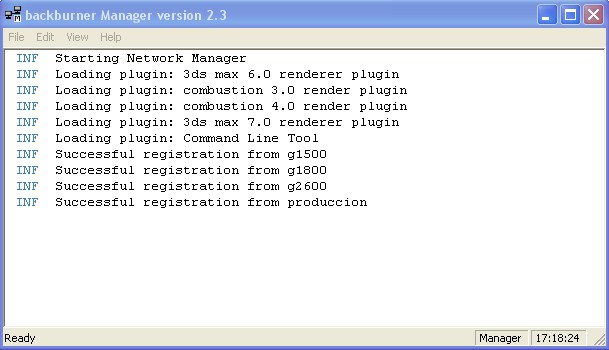 backburner Manager version 2.3
File Edit View Help
INF Starting Network Manager
INF Loading plugin: 3ds max 6.0 renderer plugin
INF Loading plugin: combustion 3.0 render plugin
INF Loading plugin: combustion 4.0 render plugin
INF Loading plugin: 3ds max 7.0 renderer plugin
INF Loading plugin: Command Line Tool
INF Successful registration from g1500
INF Successful registration from g1800
INF Successful registration from g2600
INF Successful registration from produccion
Ready Manager 17:18:24